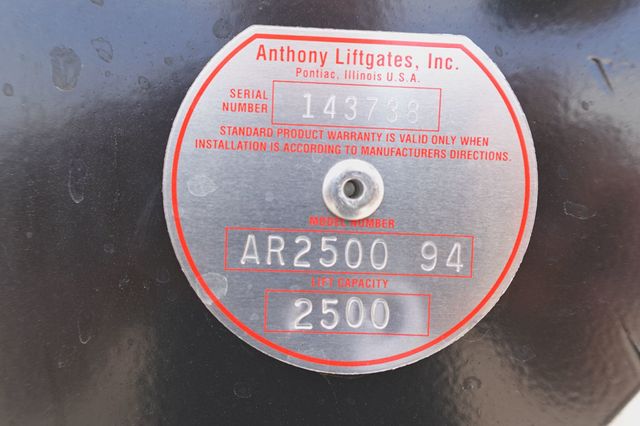 Anthony Liftgates, Inc.
Pontiac, Illinois U.S.A.
SERIAL
NUMBER
143738
STANDARD PRODUCT WARRANTY IS VALID ONLY WHEN
INSTALLATION IS ACCORDING TO MANUFACTURERS DIRECTIONS.
MODEL NUMBER
AR2500 94
LIFT CAPACITY
2500